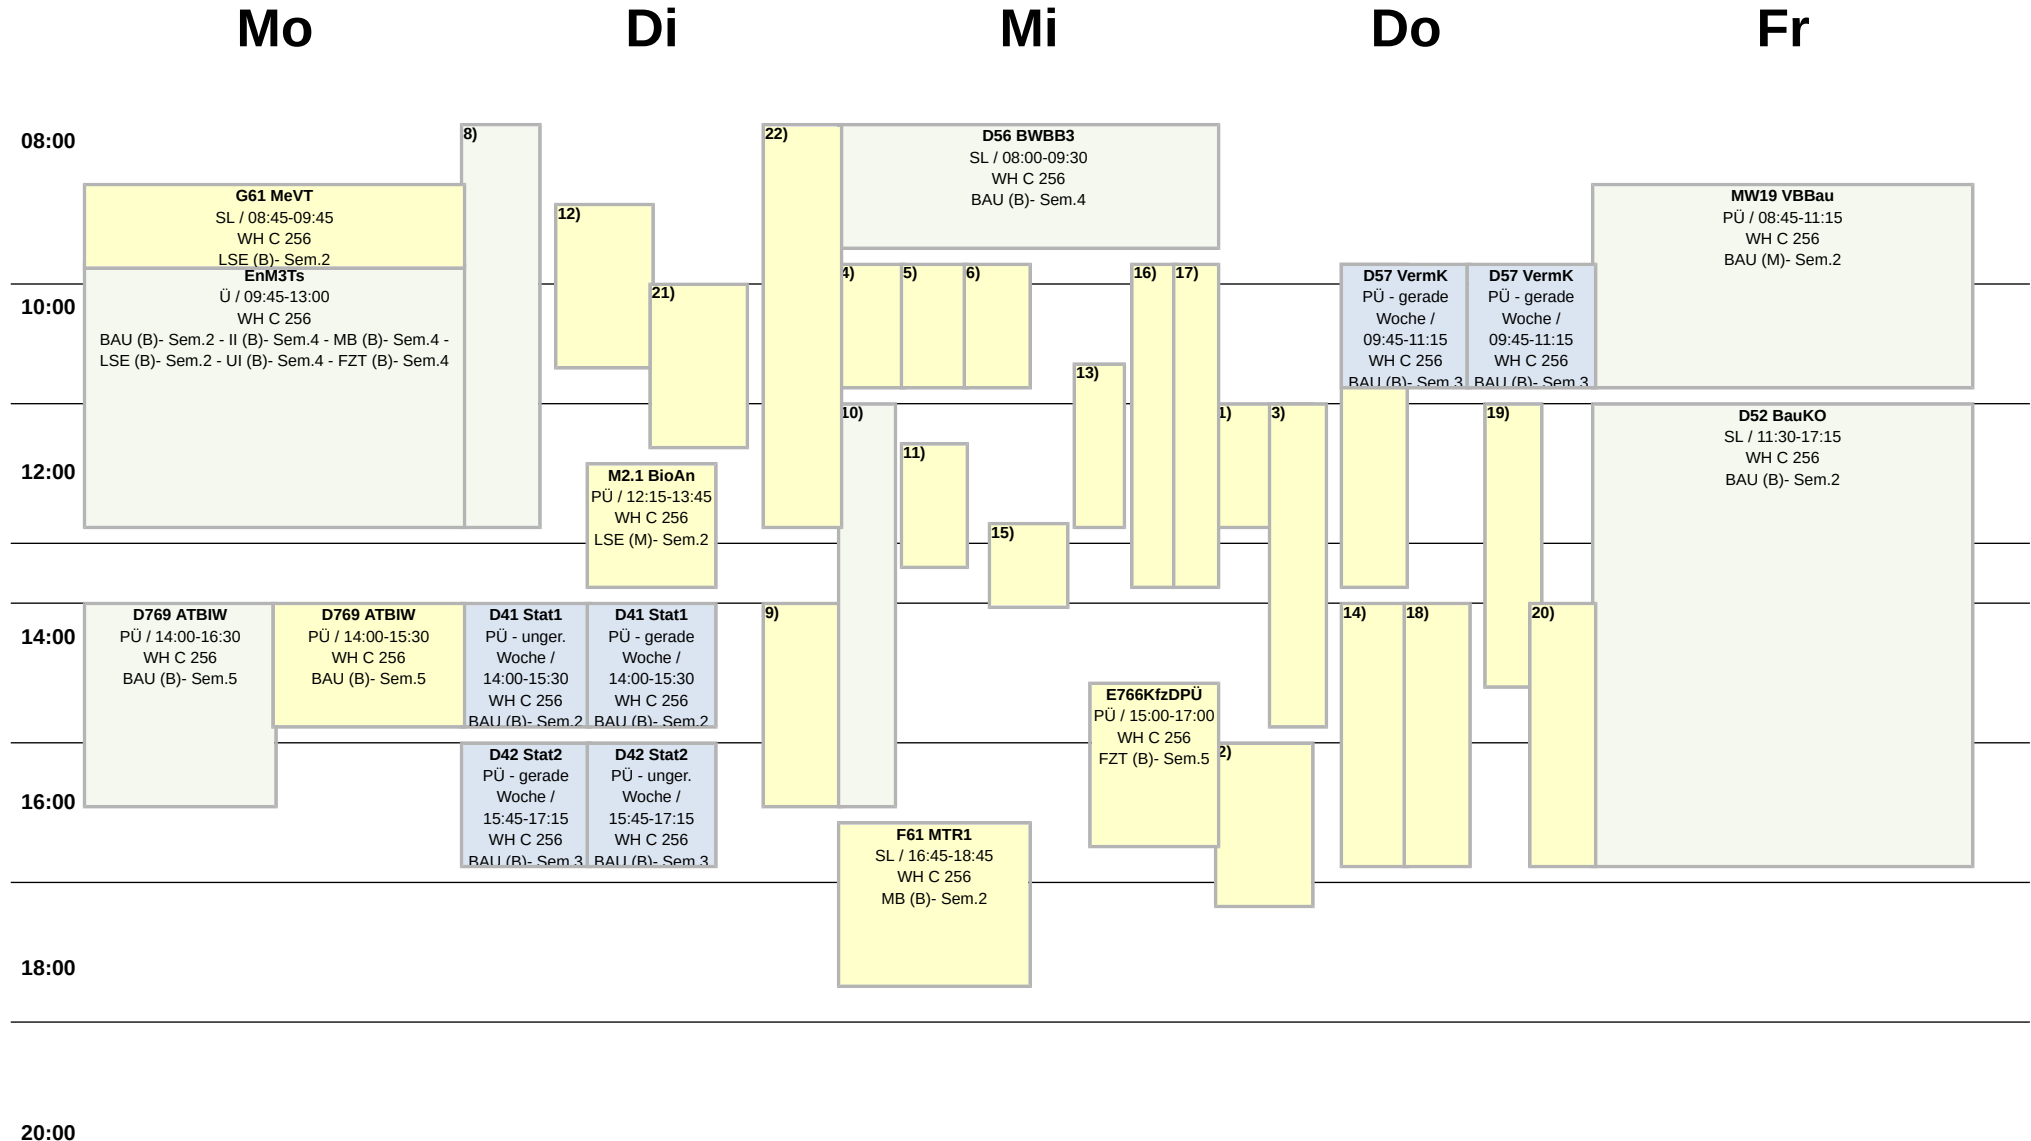 Mo
Di
Mi
Do
Fr
08:00
10:00
12:00
14:00
16:00
18:00
20:00
G61 MeVT
SL / 08:45-09:45
WH C 256
LSE (B)- Sem.2
EnM3Ts
Ü / 09:45-13:00
WH C 256
BAU (B)- Sem.2 - II (B)- Sem.4 - MB (B)- Sem.4 -
LSE (B)- Sem.2 - UI (B)- Sem.4 - FZT (B)- Sem.4
D769 ATBIW
PÜ / 14:00-16:30
WH C 256
BAU (B)- Sem.5
D769 ATBIW
PÜ / 14:00-15:30
WH C 256
BAU (B)- Sem.5
8)
12)
21)
M2.1 BioAn
PÜ / 12:15-13:45
WH C 256
LSE (M)- Sem.2
D41 Stat1
PÜ - unger.
Woche /
14:00-15:30
WH C 256
BAU (B)- Sem.2
D41 Stat1
PÜ - gerade
Woche /
14:00-15:30
WH C 256
BAU (B)- Sem.2
D42 Stat2
PÜ - gerade
Woche /
15:45-17:15
WH C 256
BAU (B)- Sem.3
D42 Stat2
PÜ - unger.
Woche /
15:45-17:15
WH C 256
BAU (B)- Sem.3
22)
9)
D56 BWBB3
SL / 08:00-09:30
WH C 256
BAU (B)- Sem.4
4)
5)
6)
16)
17)
13)
10)
11)
15)
E766KfzDPÜ
PÜ / 15:00-17:00
WH C 256
FZT (B)- Sem.5
F61 MTR1
SL / 16:45-18:45
WH C 256
MB (B)- Sem.2
1)
3)
2)
D57 VermK
PÜ - gerade
Woche /
09:45-11:15
WH C 256
BAU (B)- Sem.3
D57 VermK
PÜ - gerade
Woche /
09:45-11:15
WH C 256
BAU (B)- Sem.3
19)
14)
18)
20)
MW19 VBBau
PÜ / 08:45-11:15
WH C 256
BAU (M)- Sem.2
D52 BauKO
SL / 11:30-17:15
WH C 256
BAU (B)- Sem.2